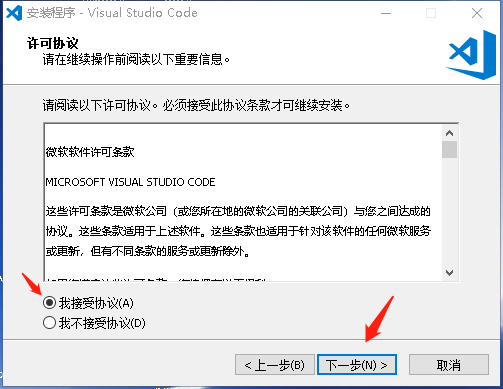 安装程序 - Visual Studio Code
许可协议
请在继续操作前阅读以下重要信息。
请阅读以下许可协议。必须接受此协议条款才可继续安装。
微软软件许可条款
MICROSOFT VISUAL STUDIO CODE
这些许可条款是微软公司（或您所在地的微软公司的关联公司）与您之间达成的
协议。这些条款适用于上述软件。这些条款也适用于针对该软件的任何微软服务
或更新，但有不同条款的服务或更新除外。
我接受协议(A)
我不接受协议(D)
< 上一步(B)
下一步(N) >
取消